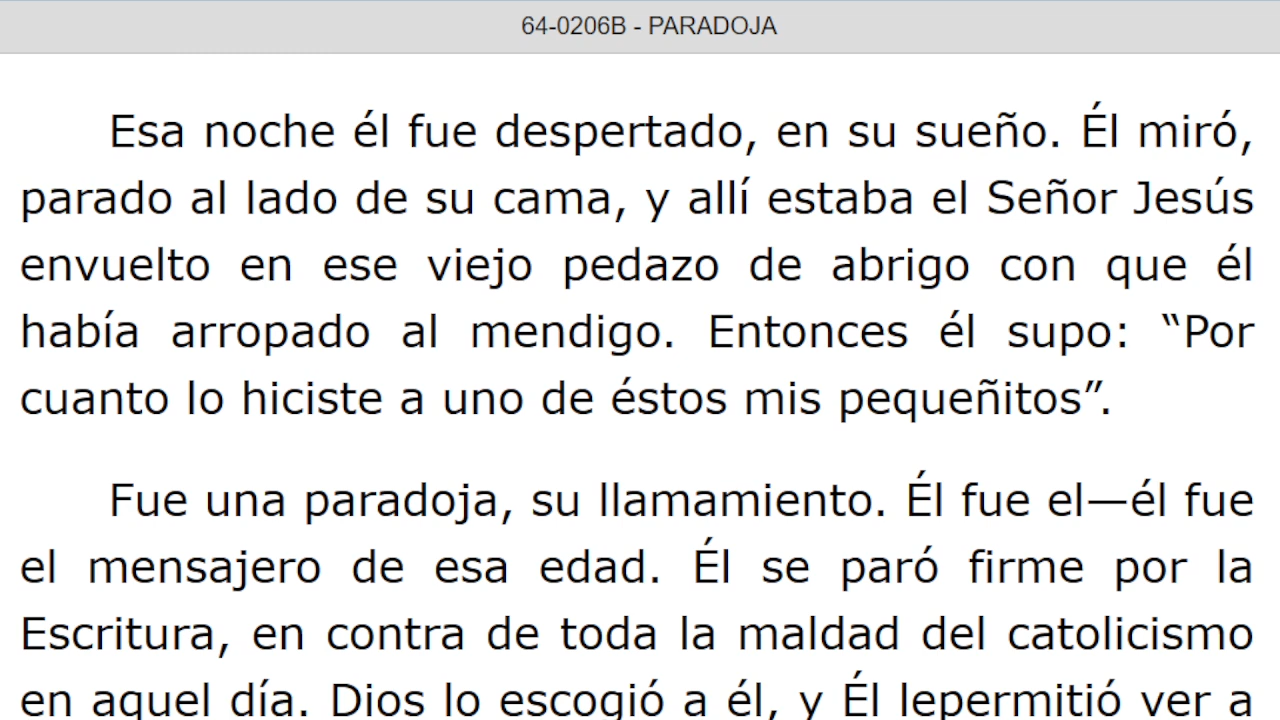 64-0206B - PARADOJA
Esa noche él fue despertado, en su sueño. Él miró,
parado al lado de su cama, y allí estaba el Señor Jesús
envuelto en ese viejo pedazo de abrigo con que él
había arropado al mendigo. Entonces él supo: “Por
cuanto lo hiciste a uno de éstos mis pequeñitos”.
Fue una paradoja, su llamamiento. Él fue el—él fue
el mensajero de esa edad. Él se paró firme por la
Escritura, en contra de toda la maldad del catolicismo
en aquel día. Dios lo escogió a él, y Él lepermitió ver a